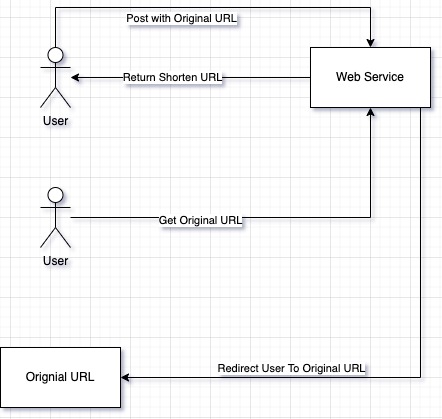 Post with Original URL
Return Shorten URL
Web Service
User
Get Original URL
User
Redirect User To Original URL
Orignial URL